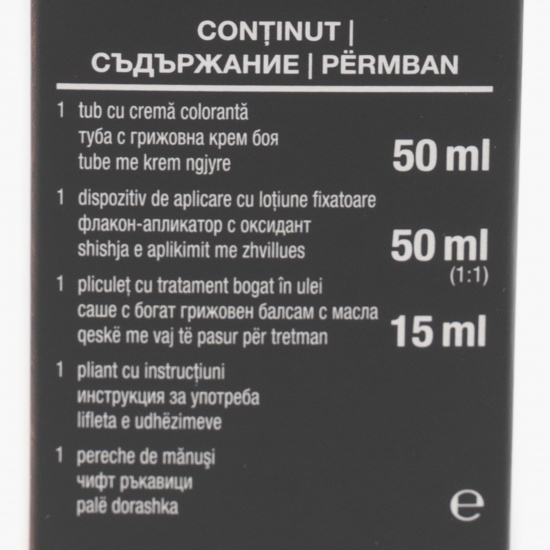 CONȚINUT |
СЪДЪРЖАНИЕ | PËRMBAN
1 tub cu cremă colorantă
туба с грижовна крем боя
tube me krem ngjyre
50 ml
1 dispozitiv de aplicare cu loțiune fixatoare
флакон-апликатор с оксидант
shishja e aplikimit me zhvillues
50 ml
(1:1)
1 pliculeț cu tratament bogat în ulei
саше с богат грижовен балсам с масла
qeskë me vaj të pasur për tretman
15 ml
1 pliant cu instrucțiuni
инструкция за употреба
lifleta e udhëzimeve
1 pereche de mănuși
чифт ръкавици
palë dorashka
℮